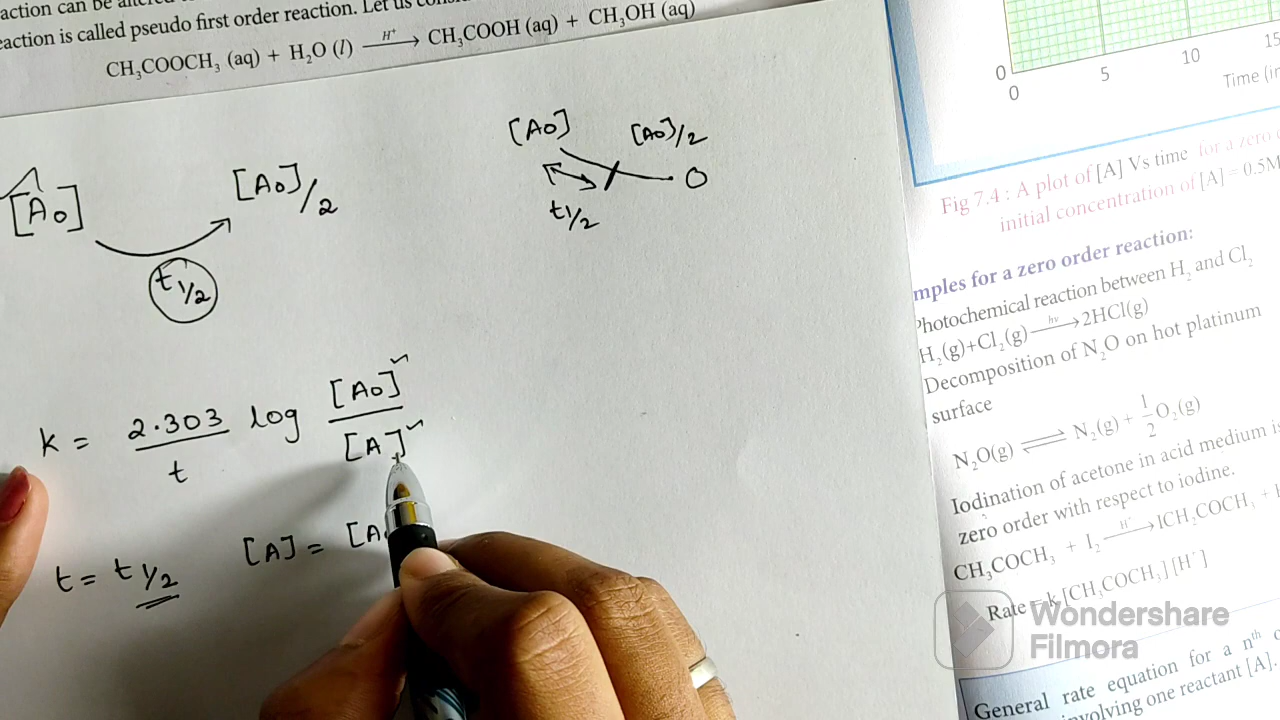 action can be
eaction is called pseudo first order reaction. Let us
CH₃COOCH₃ (aq) + H₂O (l) —H⁺→ CH₃COOH (aq) + CH₃OH (aq)
[A₀] [A₀]/2
t1/2
[A₀] [A₀]/2
0
t1/2
k = 2.303/t log [A₀]/[A]
t = t1/2 [A] = [A
0
0 5 10 15
Time (in
Fig 7.4 : A plot of [A] Vs time for a zero
initial concentration of [A] = 0.5M
mples for a zero order reaction:
Photochemical reaction between H₂ and Cl₂
H₂(g)+Cl₂(g) —hν→ 2HCl(g)
Decomposition of N₂O on hot platinum
surface
N₂O(g) ⇌ N₂(g) + 1/2 O₂(g)
Iodination of acetone in acid medium is
zero order with respect to iodine.
CH₃COCH₃ + I₂ —H⁺→ ICH₂COCH₃ +
Rate = k [CH₃COCH₃] [H⁺]
General rate equation for a nᵗʰ
nvolving one reactant [A].
Wondershare
Filmora